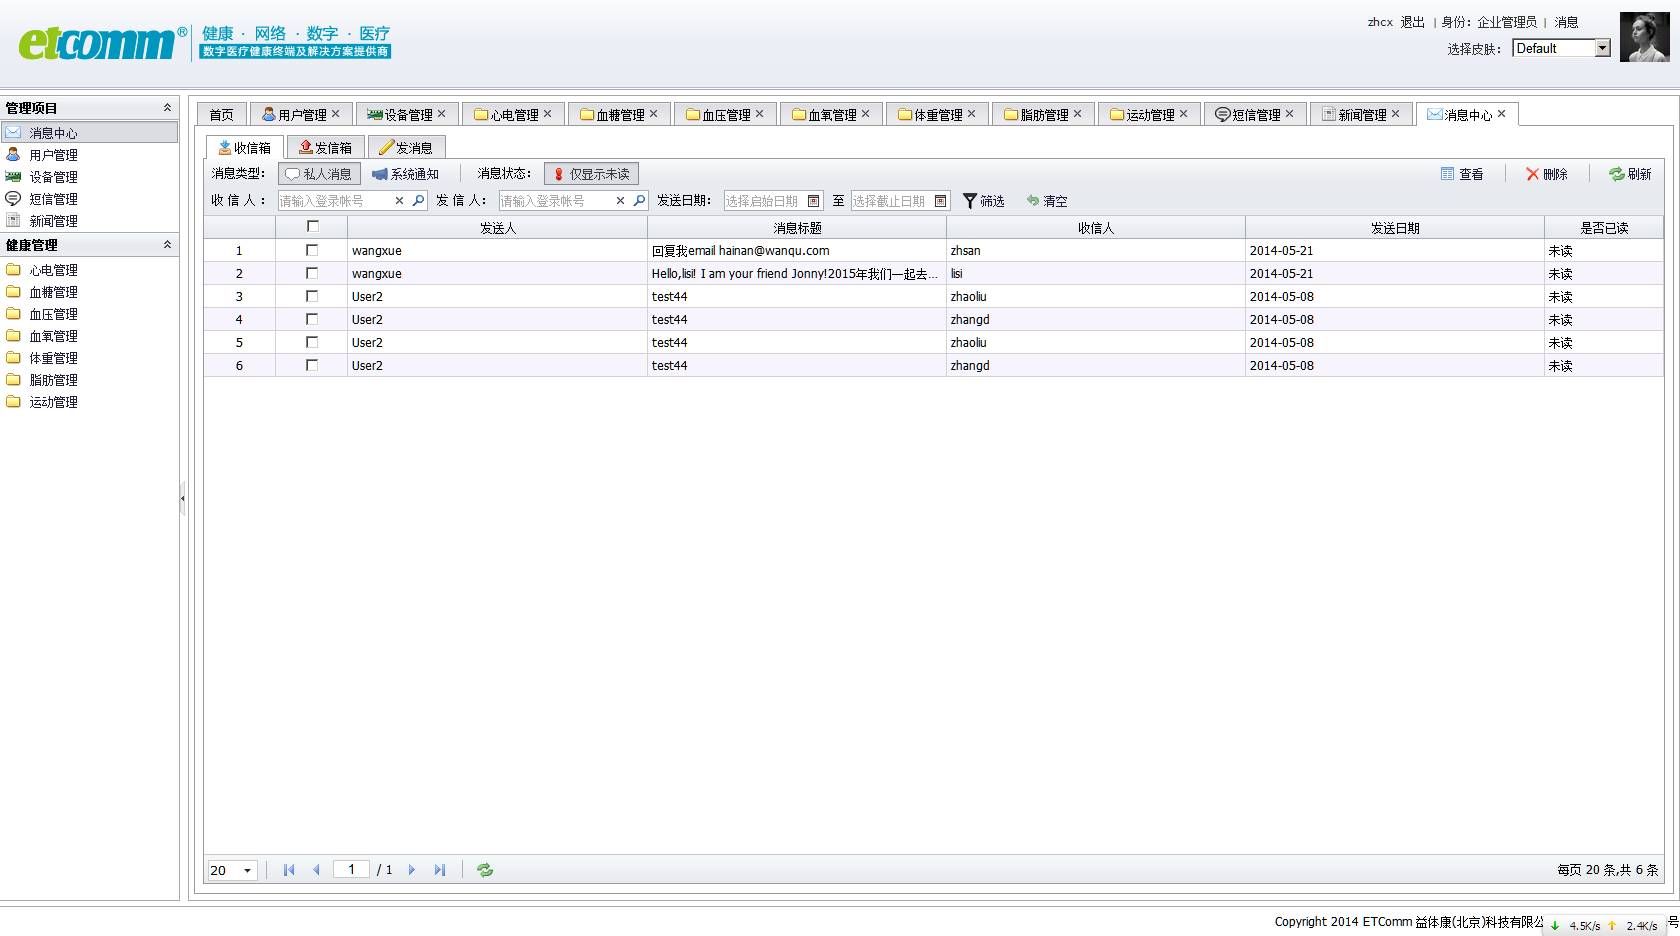 etcomm®
健康 · 网络 · 数字 · 医疗
数字医疗健康终端及解决方案提供商
zhcx 退出 | 身份: 企业管理员 | 消息
选择皮肤: Default
管理项目
消息中心
用户管理
设备管理
短信管理
新闻管理
健康管理
心电管理
血糖管理
血压管理
血氧管理
体重管理
脂肪管理
运动管理
首页 用户管理 设备管理 心电管理 血糖管理 血压管理 血氧管理 体重管理 脂肪管理 运动管理 短信管理 新闻管理 消息中心
收信箱 发信箱 发消息
消息类型: 私人消息 系统通知 消息状态: 仅显示未读 查看 删除 刷新
收 信 人: 请输入登录帐号 发 信 人: 请输入登录帐号 发送日期: 选择启始日期 至 选择截止日期 筛选 清空
发送人 消息标题 收信人 发送日期 是否已读
1 wangxue 回复我email hainan@wanqu.com zhsan 2014-05-21 未读
2 wangxue Hello,lisi! I am your friend Jonny!2015年我们一起去... lisi 2014-05-21 未读
3 User2 test44 zhaoliu 2014-05-08 未读
4 User2 test44 zhangd 2014-05-08 未读
5 User2 test44 zhaoliu 2014-05-08 未读
6 User2 test44 zhangd 2014-05-08 未读
20 1 / 1 每页 20 条,共 6 条
Copyright 2014 ETComm 益体康(北京)科技有限公 号
4.5K/s 2.4K/s